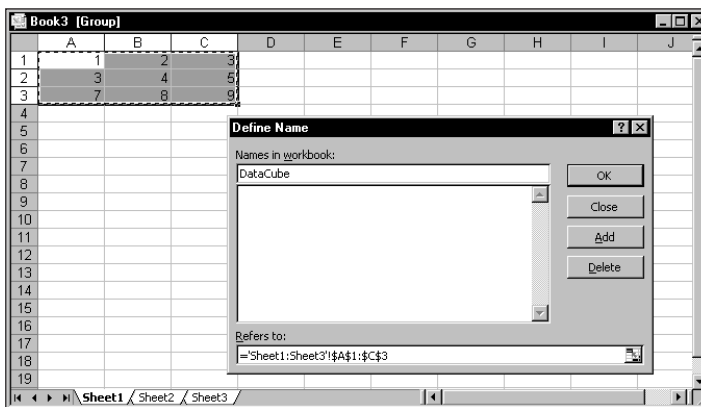 Book3 [Group]
A B C D E F G H I J
1 1 2 3
2 3 4 5
3 7 8 9
4
5
6
7
8
9
10
11
12
13
14
15
16
17
18
19
Define Name
Names in workbook:
DataCube
OK
Close
Add
Delete
Refers to:
='Sheet1:Sheet3'!$A$1:$C$3
Sheet1 Sheet2 Sheet3